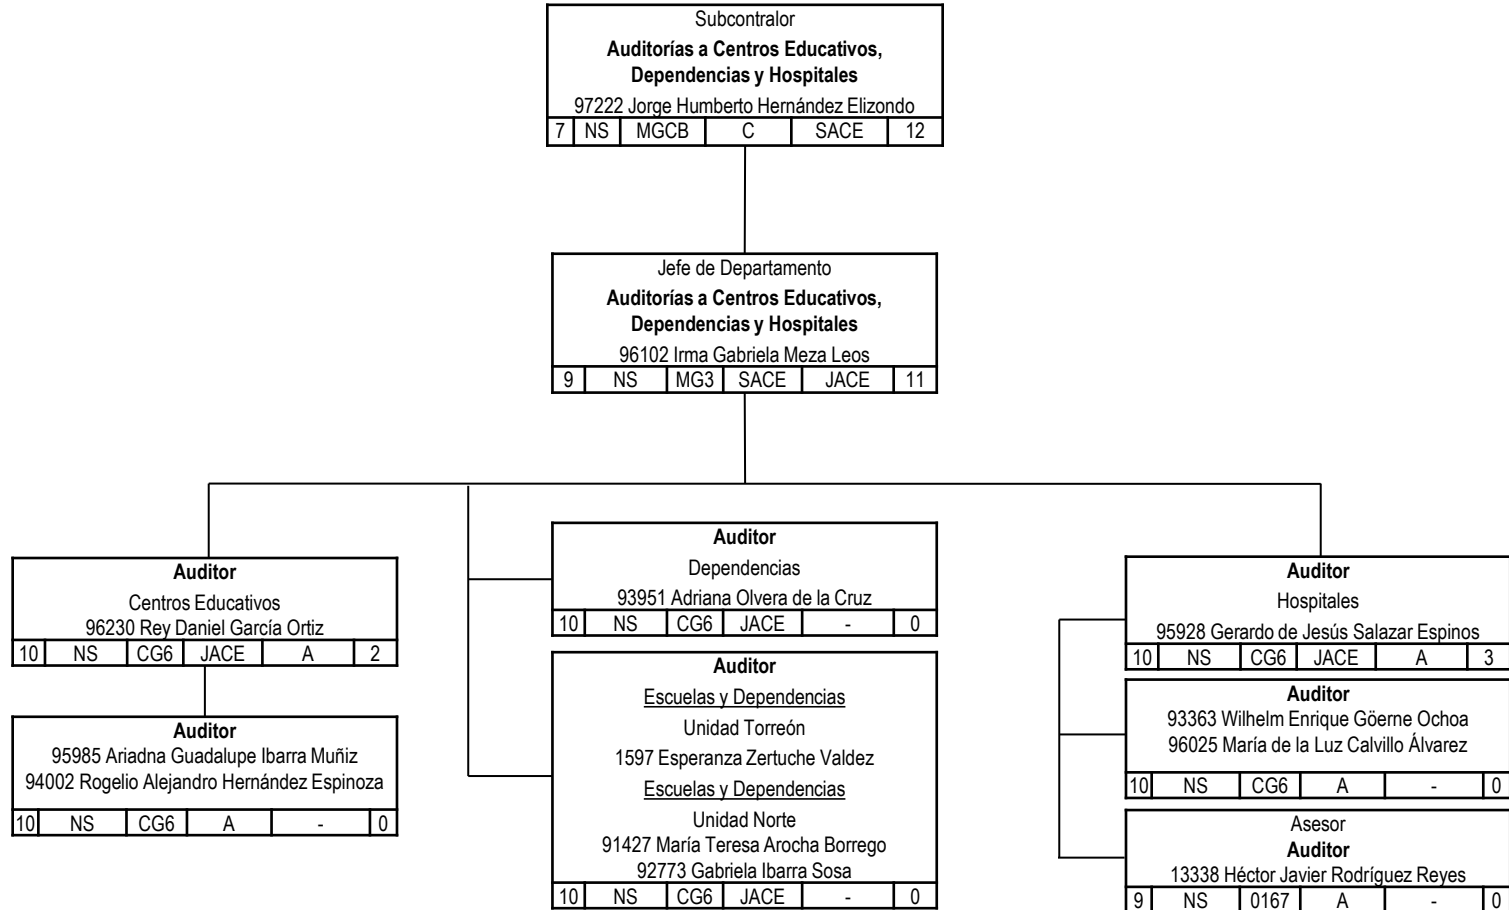 Subcontralor
Auditorías a Centros Educativos,
Dependencias y Hospitales
97222 Jorge Humberto Hernández Elizondo
7 NS MGCB C SACE 12
Jefe de Departamento
Auditorías a Centros Educativos,
Dependencias y Hospitales
96102 Irma Gabriela Meza Leos
9 NS MG3 SACE JACE 11
Auditor
Centros Educativos
96230 Rey Daniel García Ortiz
10 NS CG6 JACE A 2
Auditor
95985 Ariadna Guadalupe Ibarra Muñiz
94002 Rogelio Alejandro Hernández Espinoza
10 NS CG6 A - 0
Auditor
Dependencias
93951 Adriana Olvera de la Cruz
10 NS CG6 JACE - 0
Auditor
Escuelas y Dependencias
Unidad Torreón
1597 Esperanza Zertuche Valdez
Escuelas y Dependencias
Unidad Norte
91427 María Teresa Arocha Borrego
92773 Gabriela Ibarra Sosa
10 NS CG6 JACE - 0
Auditor
Hospitales
95928 Gerardo de Jesús Salazar Espinos
10 NS CG6 JACE A 3
Auditor
93363 Wilhelm Enrique Göerne Ochoa
96025 María de la Luz Calvillo Álvarez
10 NS CG6 A - 0
Asesor
Auditor
13338 Héctor Javier Rodríguez Reyes
9 NS 0167 A - 0